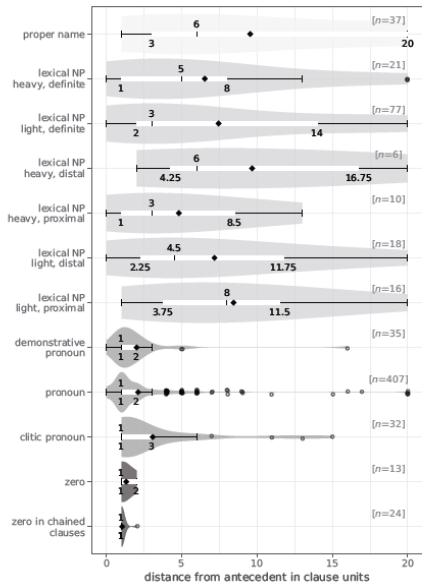 proper name
6
[n=37]
3
20
lexical NP
heavy, definite
5
[n=21]
1
8
lexical NP
light, definite
3
[n=77]
2
14
lexical NP
heavy, distal
6
[n=6]
4.25
16.75
lexical NP
heavy, proximal
3
[n=10]
1
8.5
lexical NP
light, distal
4.5
[n=18]
2.25
11.75
lexical NP
light, proximal
8
[n=16]
3.75
11.5
demonstrative
pronoun
1
[n=35]
1
2
pronoun
1
[n=407]
1
2
clitic pronoun
1
[n=32]
1
3
zero
1
[n=13]
1
2
zero in chained
clauses
1
[n=24]
1
0 5 10 15 20
distance from antecedent in clause units